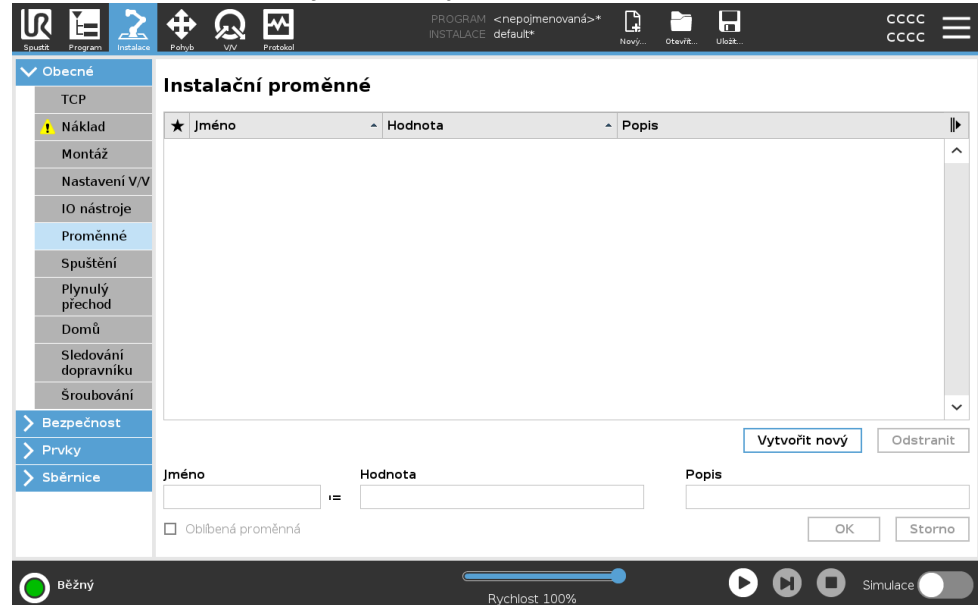 UR
Spustit
Program
Instalace
Pohyb
V/V
Protokol
PROGRAM <nepojmenovaná>*
INSTALACE default*
Nový...
Otevřít...
Uložit...
CCCC
CCCC
Obecné
TCP
Náklad
Montáž
Nastavení V/V
IO nástroje
Proměnné
Spuštění
Plynulý
přechod
Domů
Sledování
dopravníku
Šroubování
Bezpečnost
Prvky
Sběrnice
Instalační proměnné
Jméno Hodnota Popis
Vytvořit nový Odstranit
Jméno Hodnota Popis
:=
Oblíbená proměnná
OK Storno
Běžný
Rychlost 100%
Simulace